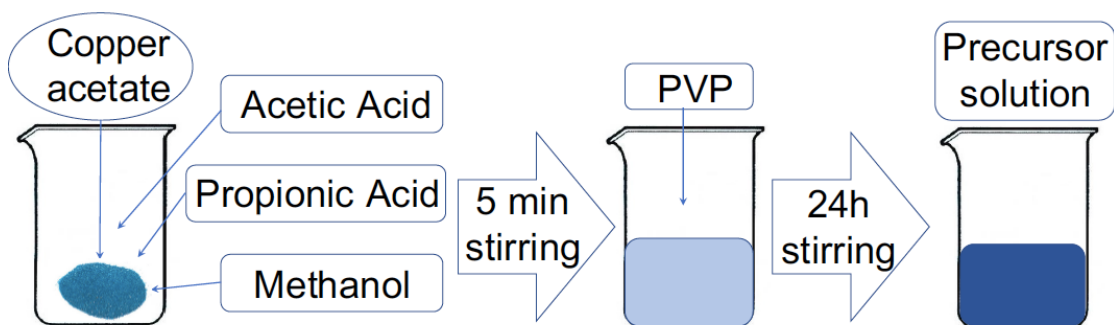 Copper
acetate
Acetic Acid
Propionic Acid
Methanol
5 min
stirring
PVP
24h
stirring
Precursor
solution